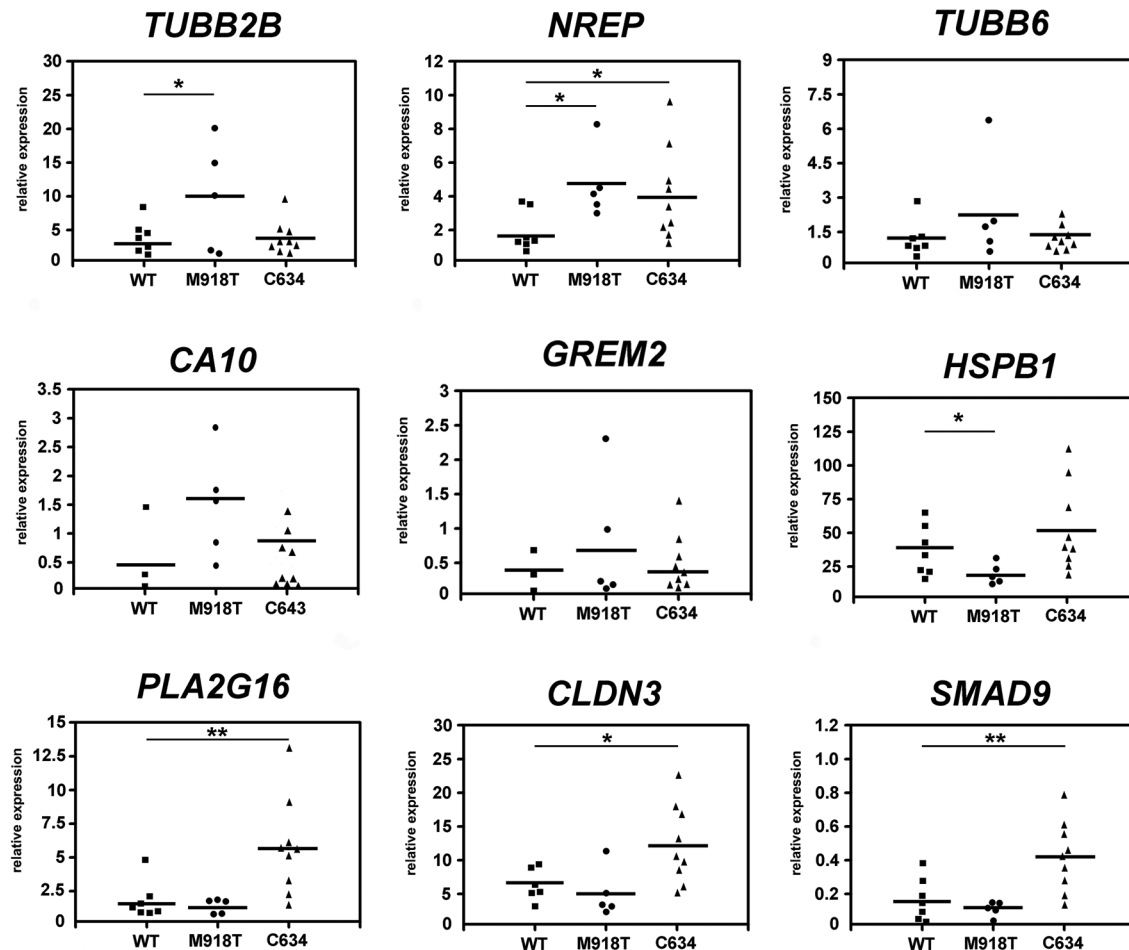 TUBB2B
relative expression
30
25
20
15
10
5
0
*
WT M918T C634
NREP
relative expression
12
10
8
6
4
2
0
*
*
WT M918T C634
TUBB6
relative expression
9
7.5
6
4.5
3
1.5
0
WT M918T C634
CA10
relative expression
3.5
3
2.5
2
1.5
1
0.5
0
WT M918T C643
GREM2
relative expression
3
2.5
2
1.5
1
0.5
0
WT M918T C634
HSPB1
relative expression
150
125
100
75
50
25
0
*
WT M918T C634
PLA2G16
relative expression
15
12.5
10
7.5
5
2.5
0
**
WT M918T C634
CLDN3
relative expression
30
25
20
15
10
5
0
*
WT M918T C634
SMAD9
relative expression
1.2
1.0
0.8
0.6
0.4
0.2
0
**
WT M918T C634